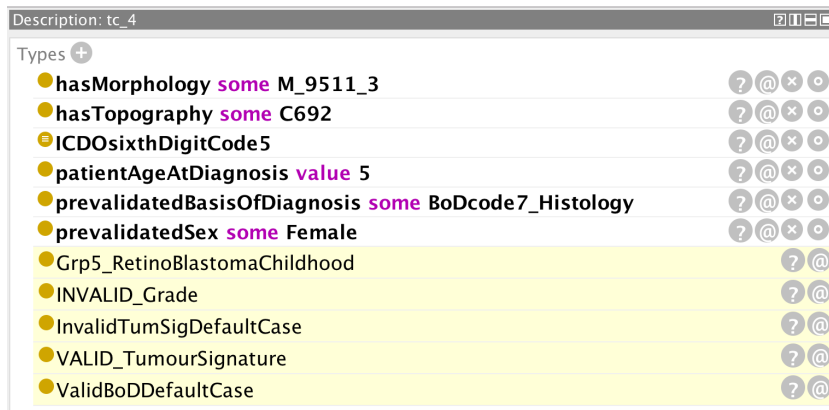 Description: tc_4
Types
hasMorphology some M_9511_3
hasTopography some C692
ICDOsixthDigitCode5
patientAgeAtDiagnosis value 5
prevalidatedBasisOfDiagnosis some BoDcode7_Histology
prevalidatedSex some Female
Grp5_RetinoBlastomaChildhood
INVALID_Grade
InvalidTumSigDefaultCase
VALID_TumourSignature
ValidBoDDefaultCase